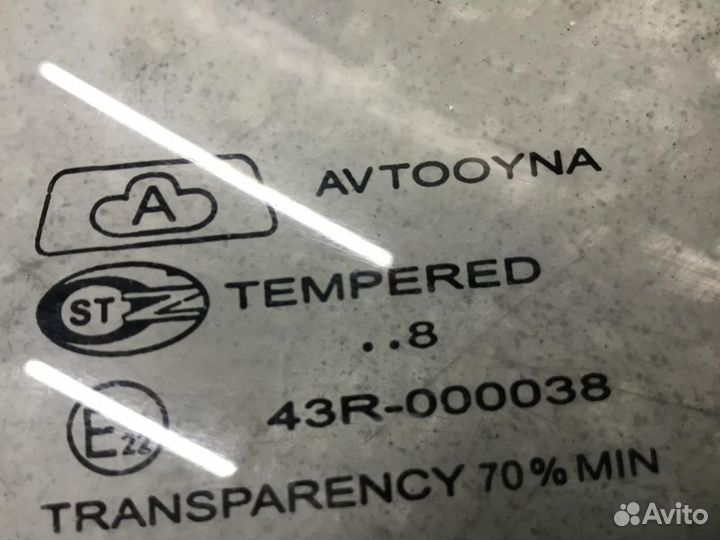 A AVTOOYNA
ST TEMPERED
..8
E22 43R-000038
TRANSPARENCY 70% MIN
Avito